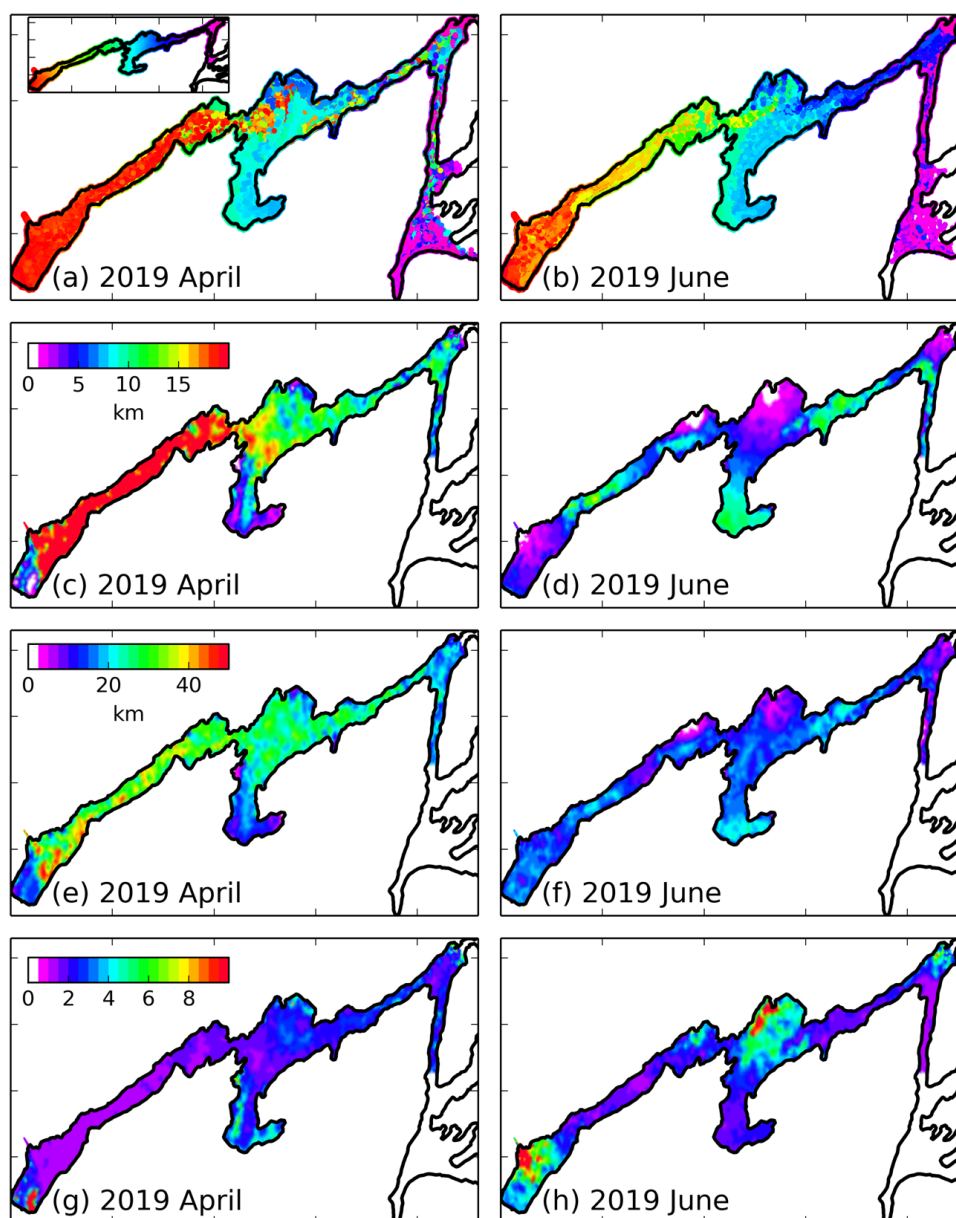 (a) 2019 April
(b) 2019 June
0 5 10 15
km
(c) 2019 April
(d) 2019 June
0 20 40
km
(e) 2019 April
(f) 2019 June
0 2 4 6 8
(g) 2019 April
(h) 2019 June